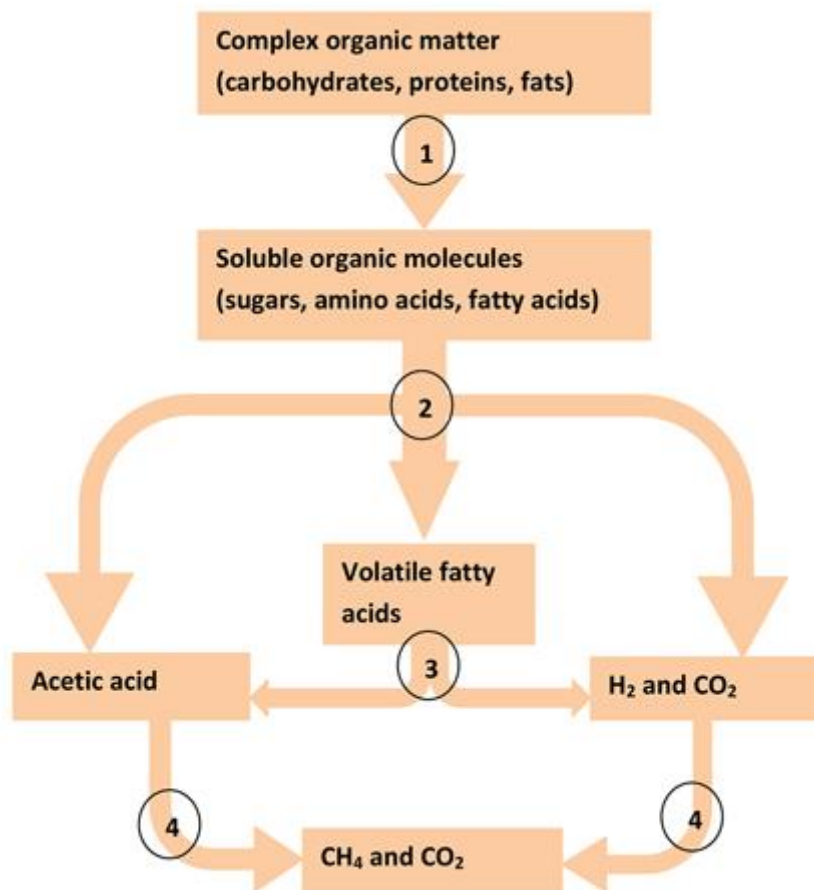 Complex organic matter
(carbohydrates, proteins, fats)
1
Soluble organic molecules
(sugars, amino acids, fatty acids)
2
Volatile fatty
acids
3
Acetic acid
H₂ and CO₂
4
4
CH₄ and CO₂